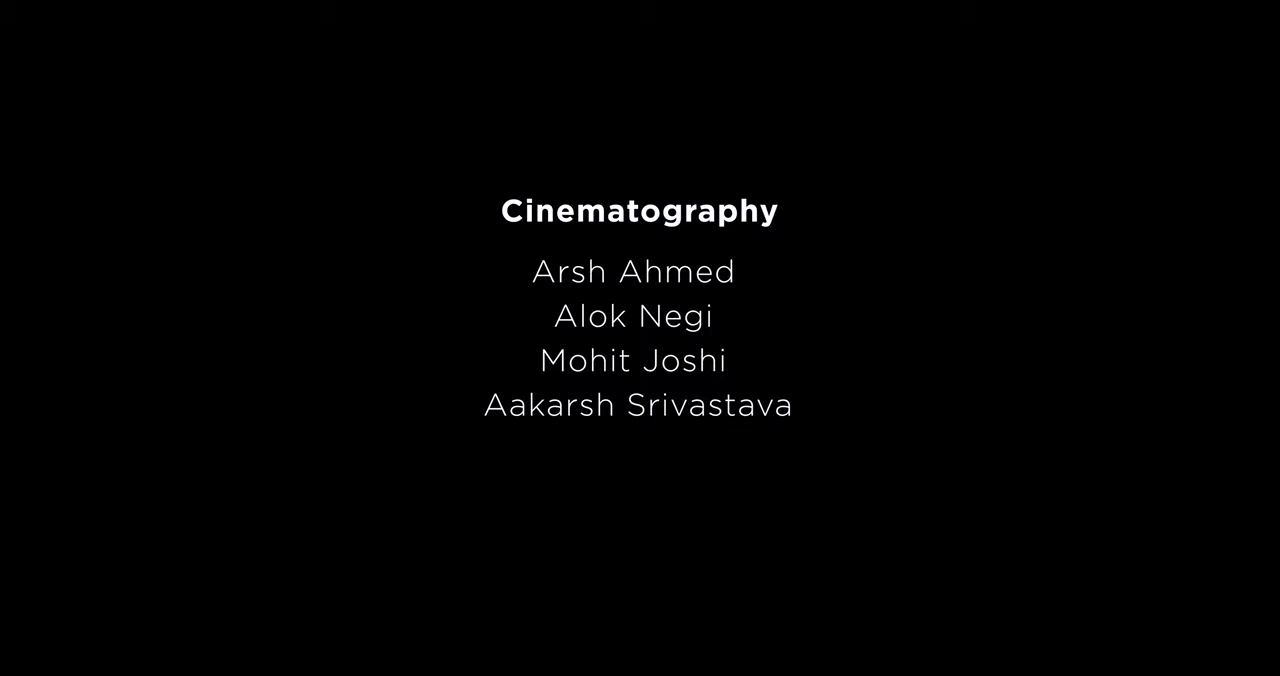 Cinematography
Arsh Ahmed
Alok Negi
Mohit Joshi
Aakarsh Srivastava